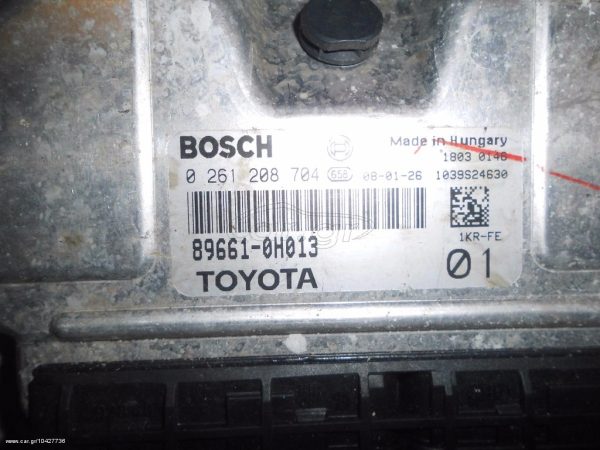 BOSCH
Made in Hungary
1803 0146
0 261 208 704 656 08-01-26 1039S24630
89661-0H013
1KR-FE
TOYOTA
01
www.car.gr/10427736